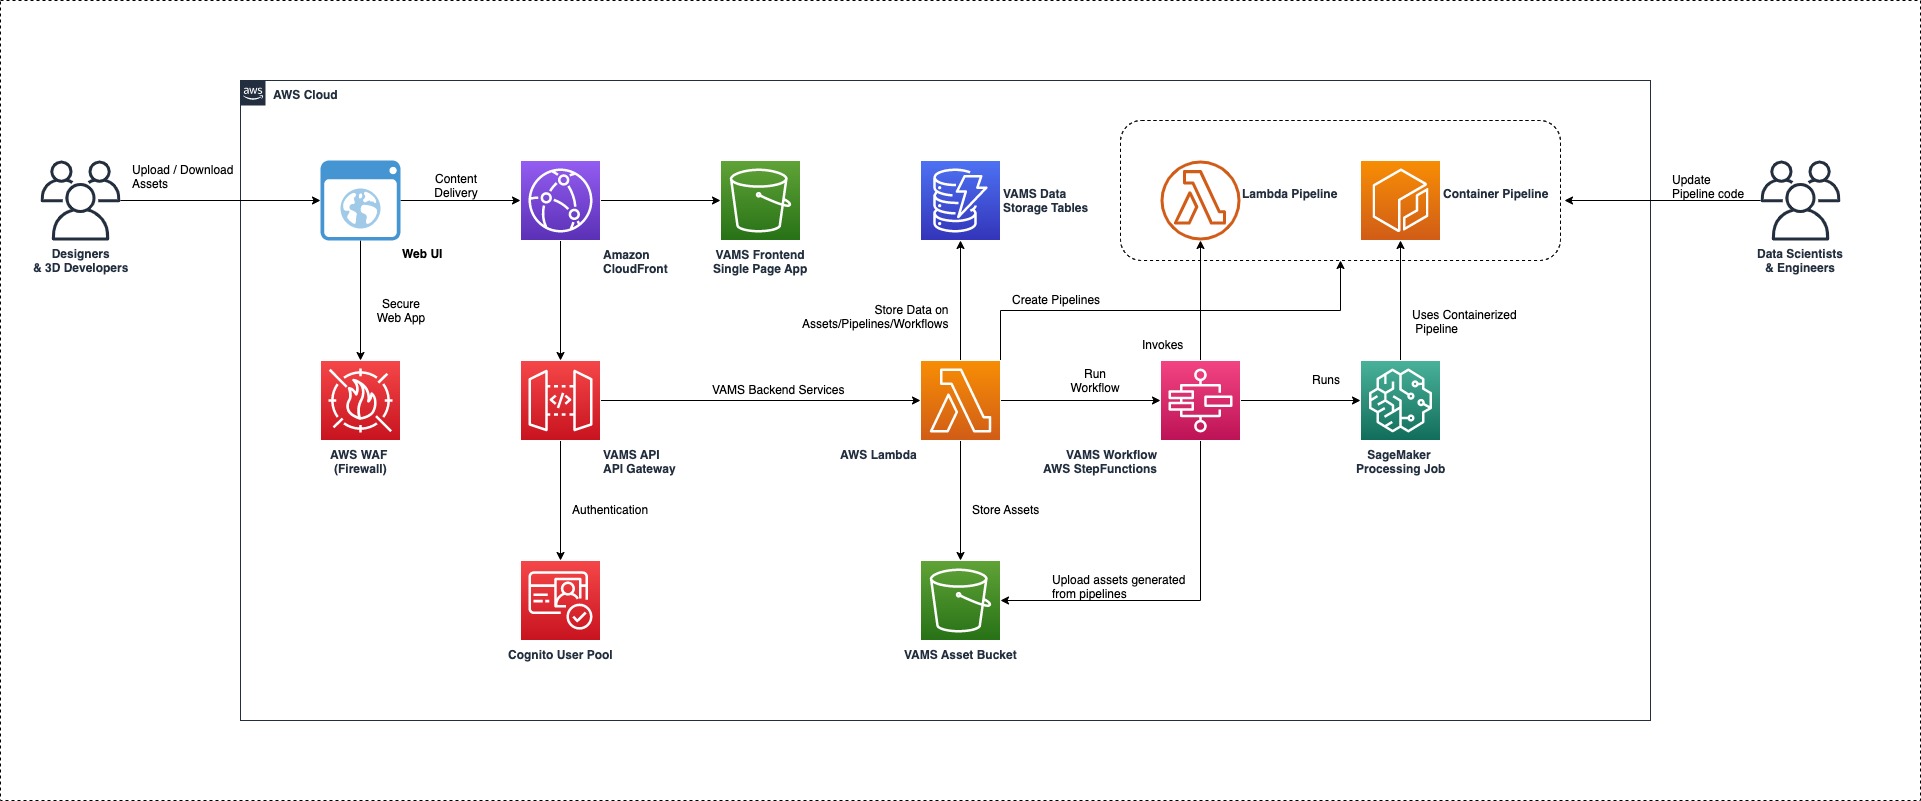 aws
AWS Cloud
Upload / Download
Assets
Designers
& 3D Developers
Web UI
Content
Delivery
Amazon
CloudFront
VAMS Frontend
Single Page App
VAMS Data
Storage Tables
Lambda Pipeline
Container Pipeline
Update
Pipeline code
Data Scientists
& Engineers
Secure
Web App
Store Data on
Assets/Pipelines/Workflows
Create Pipelines
Invokes
Uses Containerized
Pipeline
AWS WAF
(Firewall)
</>
VAMS API
API Gateway
VAMS Backend Services
AWS Lambda
Run
Workflow
VAMS Workflow
AWS StepFunctions
Runs
SageMaker
Processing Job
Authentication
Store Assets
Cognito User Pool
Upload assets generated
from pipelines
VAMS Asset Bucket